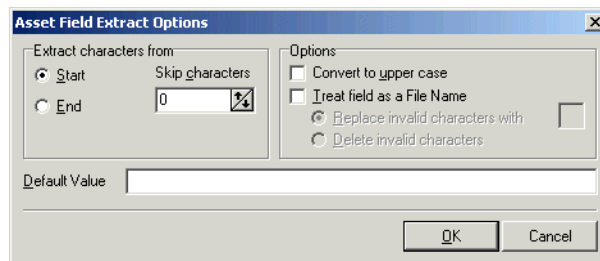 Asset Field Extract Options
Extract characters from
Start
Skip characters
0
End
Options
Convert to upper case
Treat field as a File Name
Replace invalid characters with
Delete invalid characters
Default Value
OK
Cancel